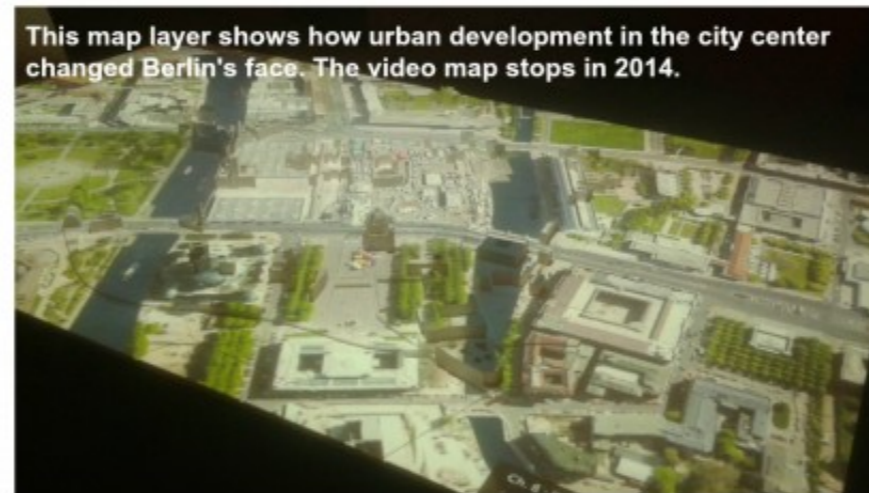 This map layer shows how urban development in the city center
changed Berlin's face. The video map stops in 2014.